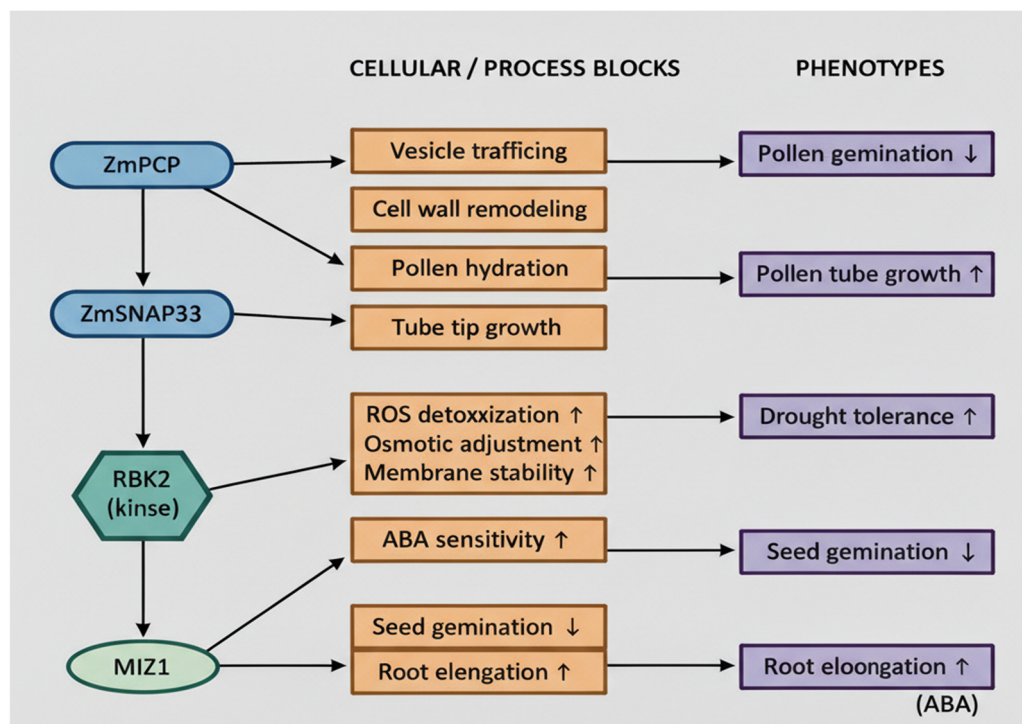 CELLULAR / PROCESS BLOCKS
PHENOTYPES
ZmPCP
Vesicle trafficing
Pollen gemination ↓
Cell wall remodeling
Pollen hydration
Pollen tube growth ↑
ZmSNAP33
Tube tip growth
ROS detoxxization ↑
Osmotic adjustment ↑
Membrane stability ↑
Drought tolerance ↑
RBK2
(kinse)
ABA sensitivity ↑
Seed gemination ↓
Seed gemination ↓
MIZ1
Root elengation ↑
Root eloongation ↑
(ABA)